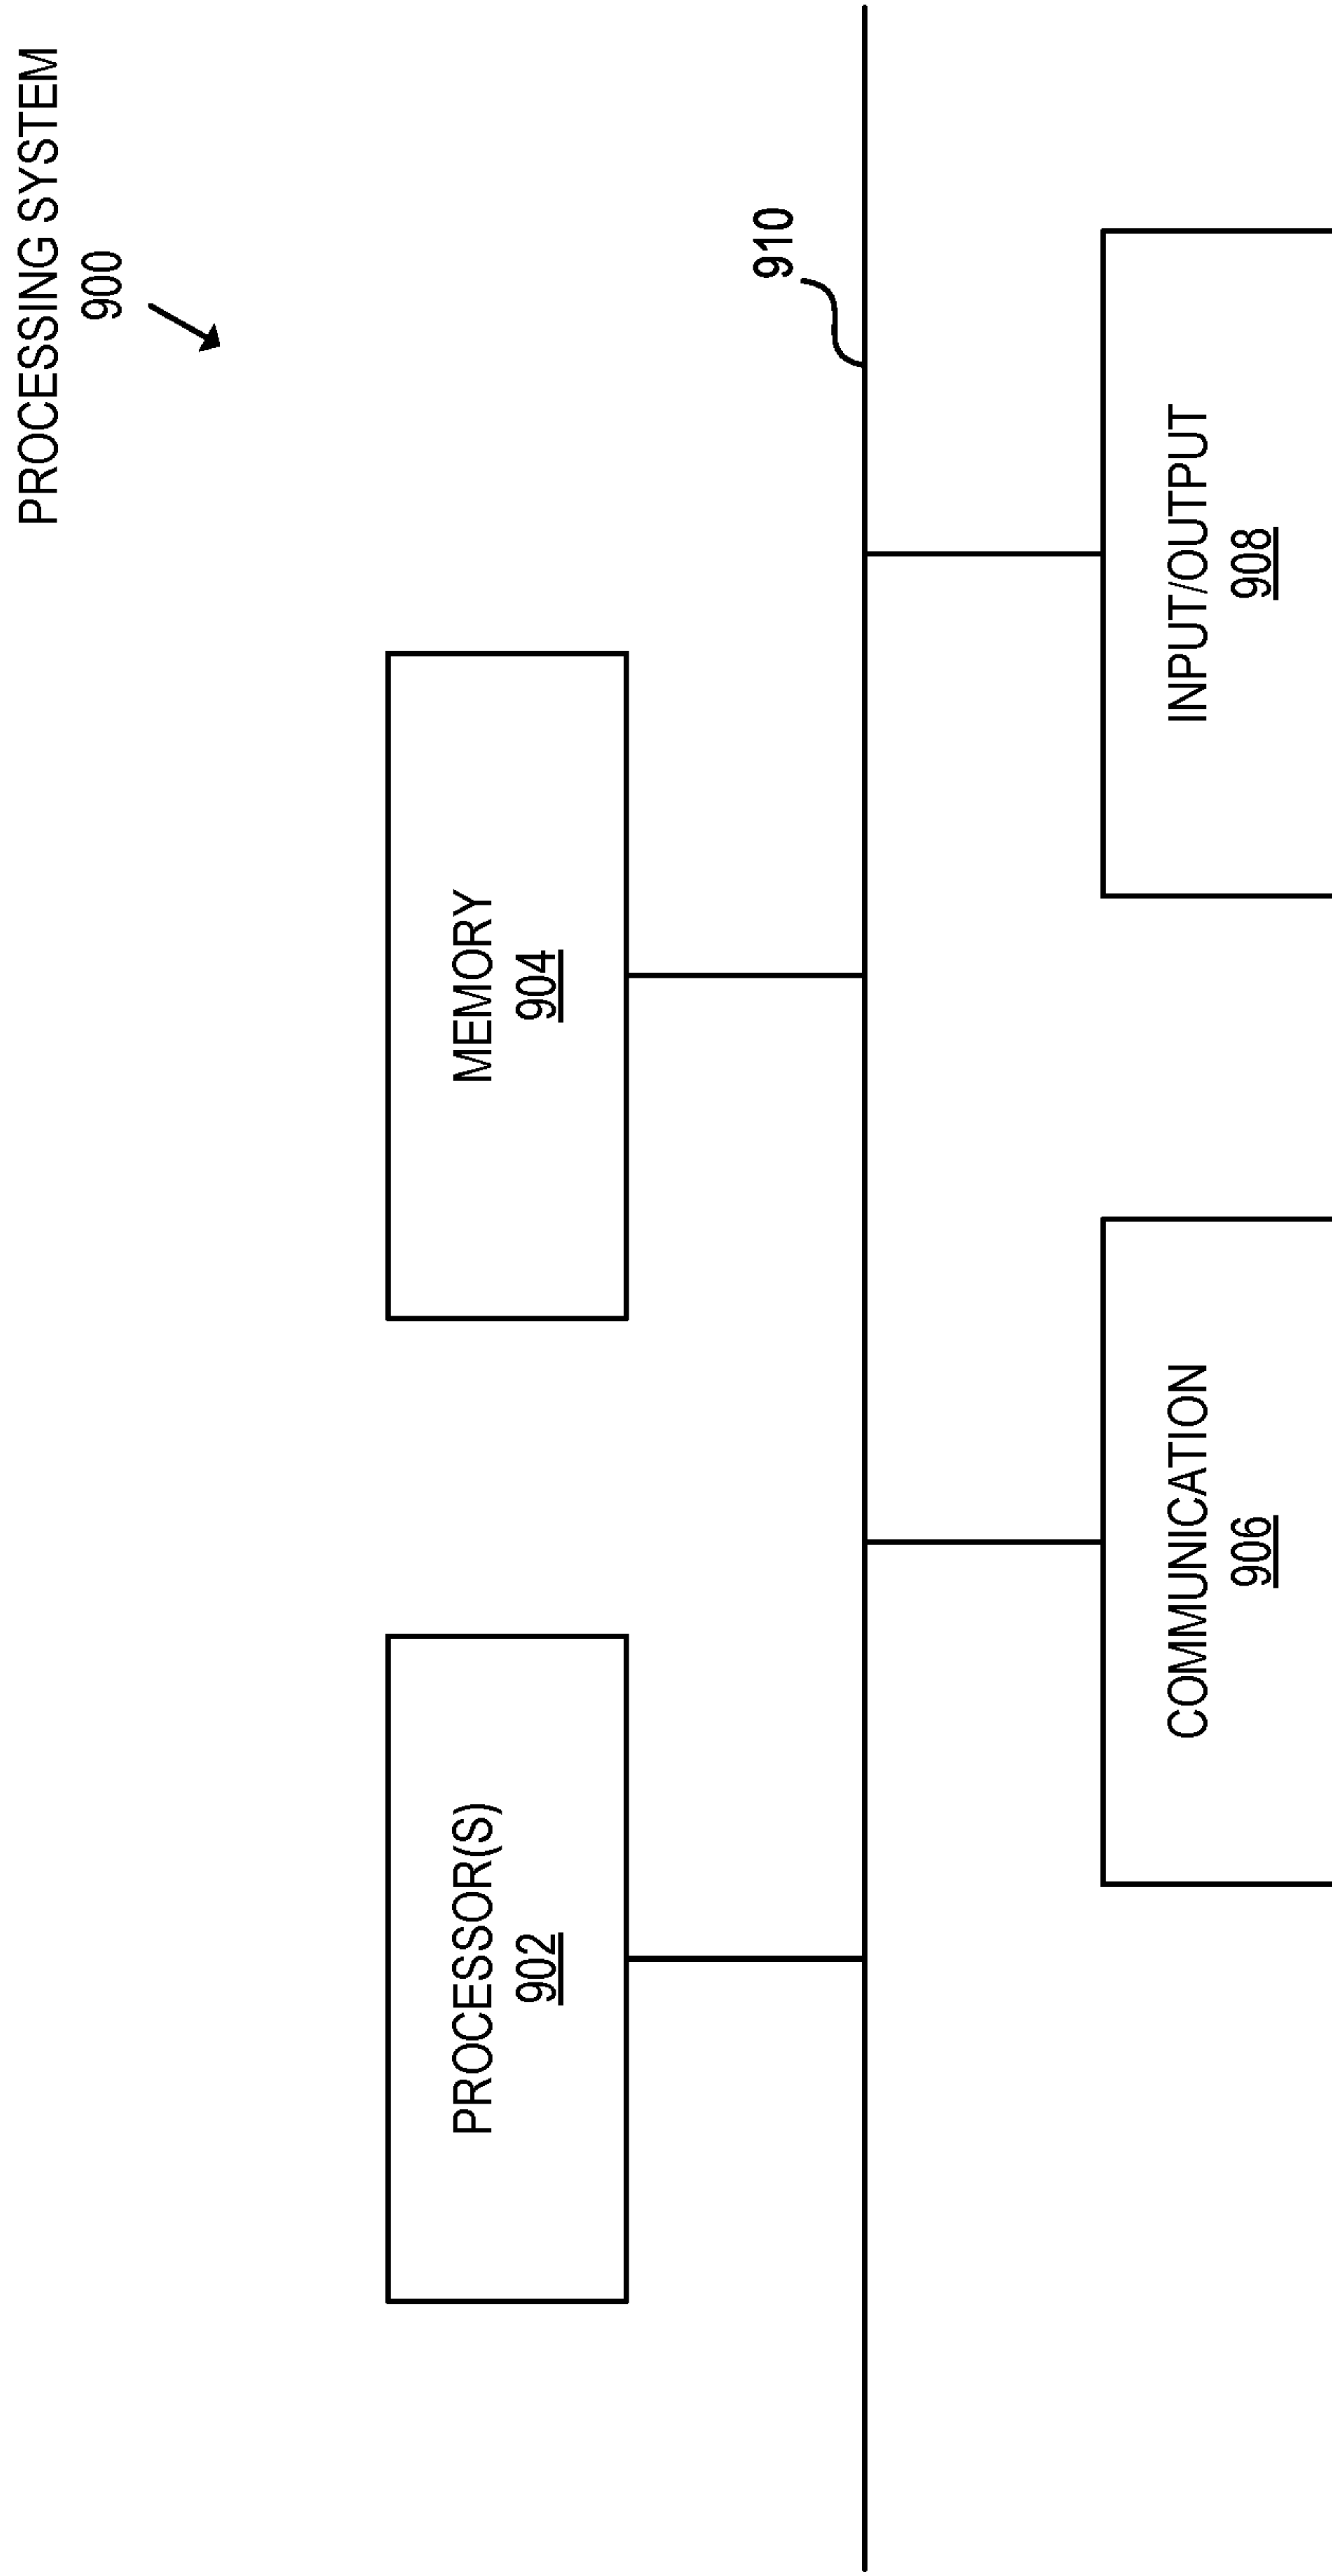 PROCESSING SYSTEM
900
PROCESSOR(S)
902
MEMORY
904
910
COMMUNICATION
906
INPUT/OUTPUT
908